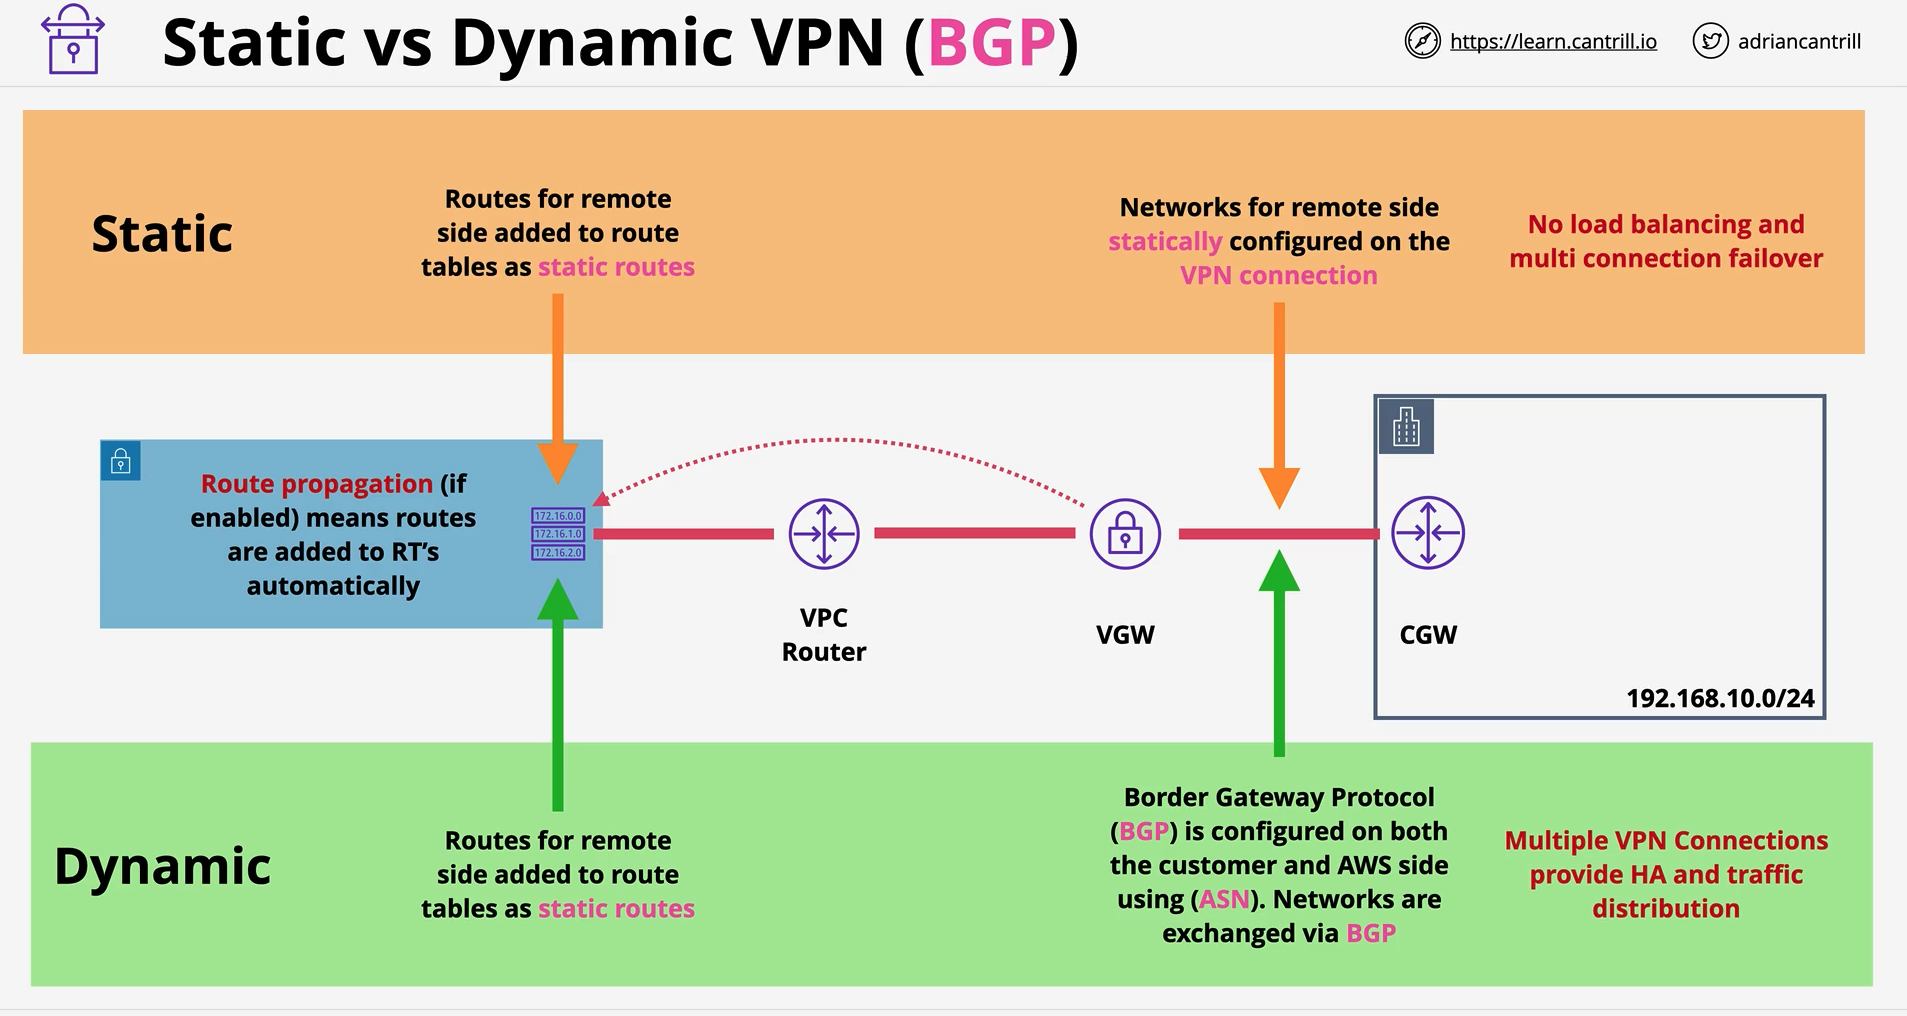 Static vs Dynamic VPN (BGP)
https://learn.cantrill.io
adriancantrill
Static
Routes for remote
side added to route
tables as static routes
Networks for remote side
statically configured on the
VPN connection
No load balancing and
multi connection failover
Route propagation (if
enabled) means routes
are added to RT’s
automatically
172.16.0.0
172.16.1.0
172.16.2.0
VPC
Router
VGW
CGW
192.168.10.0/24
Dynamic
Routes for remote
side added to route
tables as static routes
Border Gateway Protocol
(BGP) is configured on both
the customer and AWS side
using (ASN). Networks are
exchanged via BGP
Multiple VPN Connections
provide HA and traffic
distribution